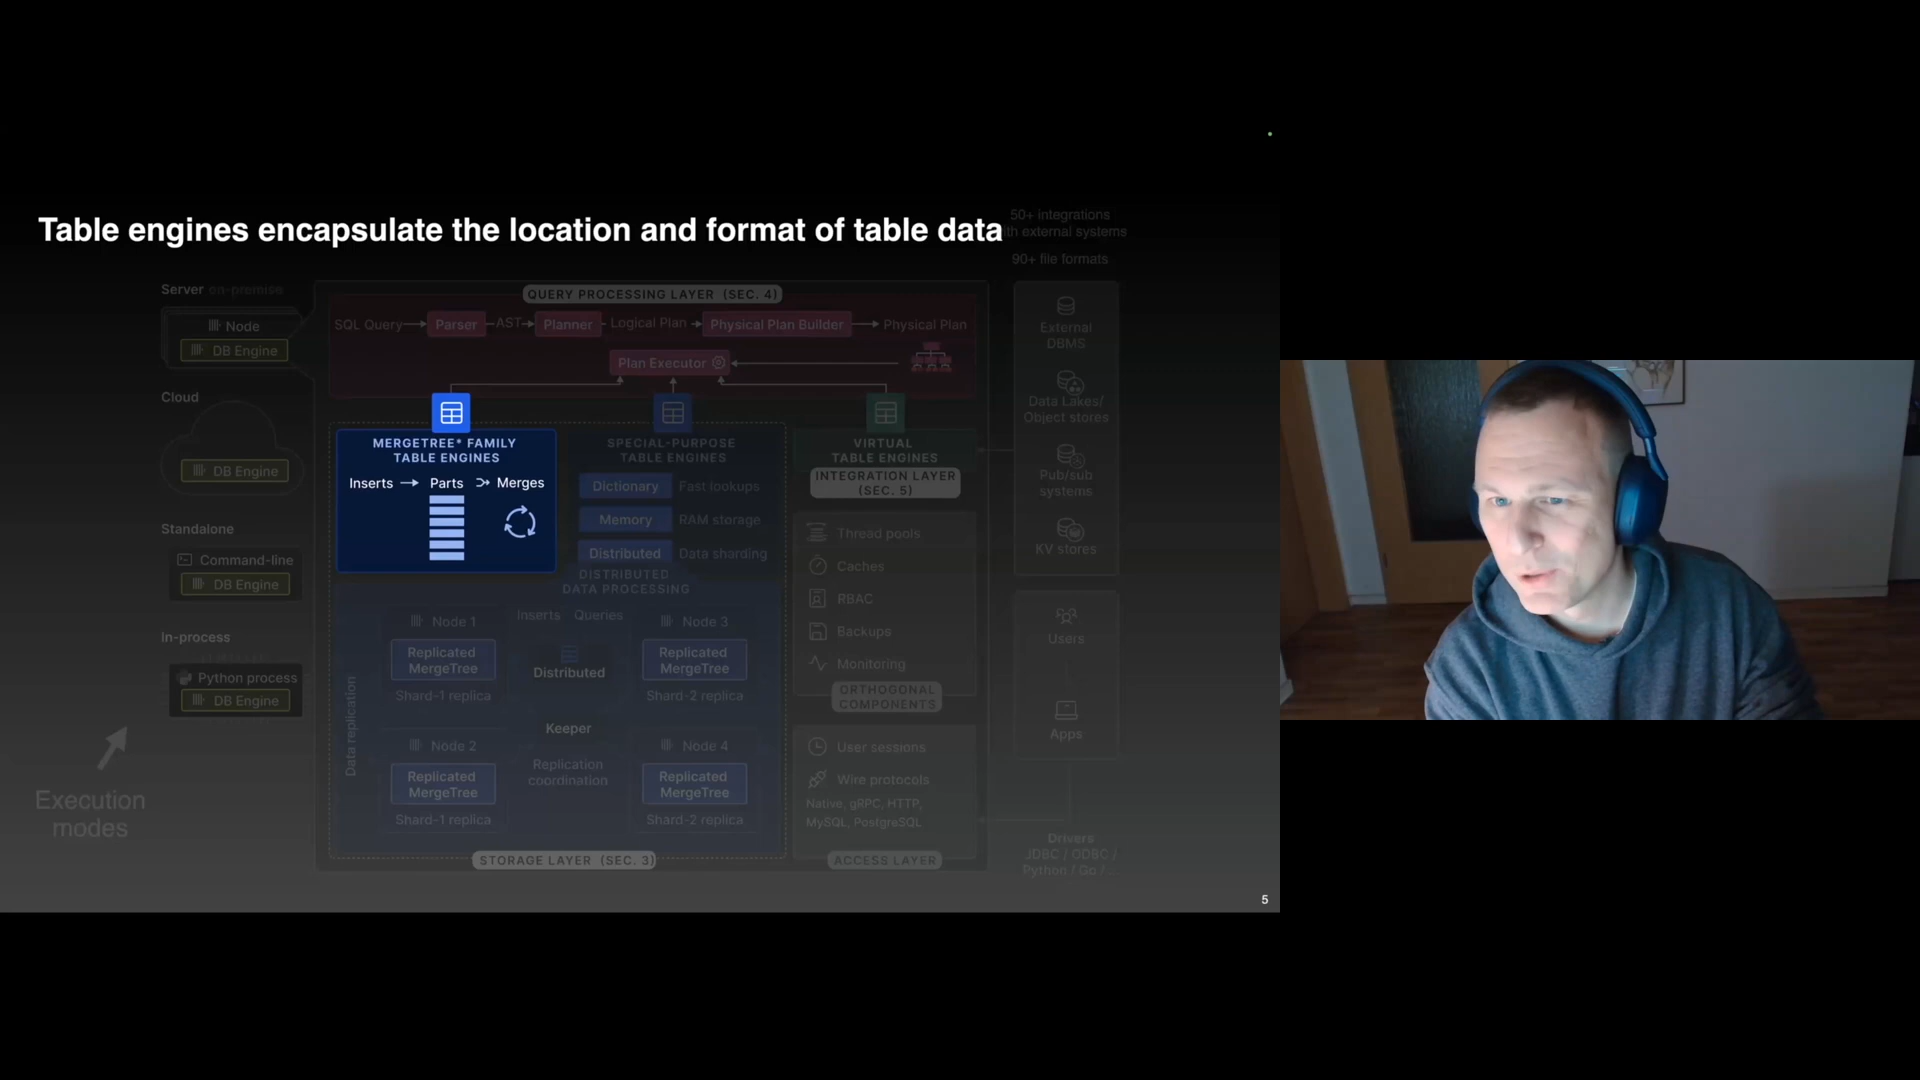 Table engines encapsulate the location and format of table data
50+ integrations
th external systems
90+ file formats
Server on-premise
Node
DB Engine
Cloud
DB Engine
Standalone
Command-line
DB Engine
In-process
Python process
DB Engine
Execution
modes
QUERY PROCESSING LAYER (SEC. 4)
SQL Query
Parser
AST
Planner
Logical Plan
Physical Plan Builder
Physical Plan
Plan Executor
MERGETREE* FAMILY
TABLE ENGINES
Inserts
Parts
Merges
SPECIAL-PURPOSE
TABLE ENGINES
Dictionary
Fast lookups
Memory
RAM storage
Distributed
Data sharding
DISTRIBUTED
DATA PROCESSING
Inserts
Queries
Node 1
Replicated
MergeTree
Shard-1 replica
Node 3
Replicated
MergeTree
Shard-2 replica
Distributed
Keeper
Replication
coordination
Data replication
Node 2
Replicated
MergeTree
Shard-1 replica
Node 4
Replicated
MergeTree
Shard-2 replica
STORAGE LAYER (SEC. 3)
VIRTUAL
TABLE ENGINES
INTEGRATION LAYER
(SEC. 5)
Thread pools
Caches
RBAC
Backups
Monitoring
ORTHOGONAL
COMPONENTS
User sessions
Wire protocols
Native, gRPC, HTTP,
MySQL, PostgreSQL
ACCESS LAYER
External
DBMS
Data Lakes/
Object stores
Pub/sub
systems
KV stores
Users
Apps
Drivers
JDBC / ODBC /
Python / Go / ...
5